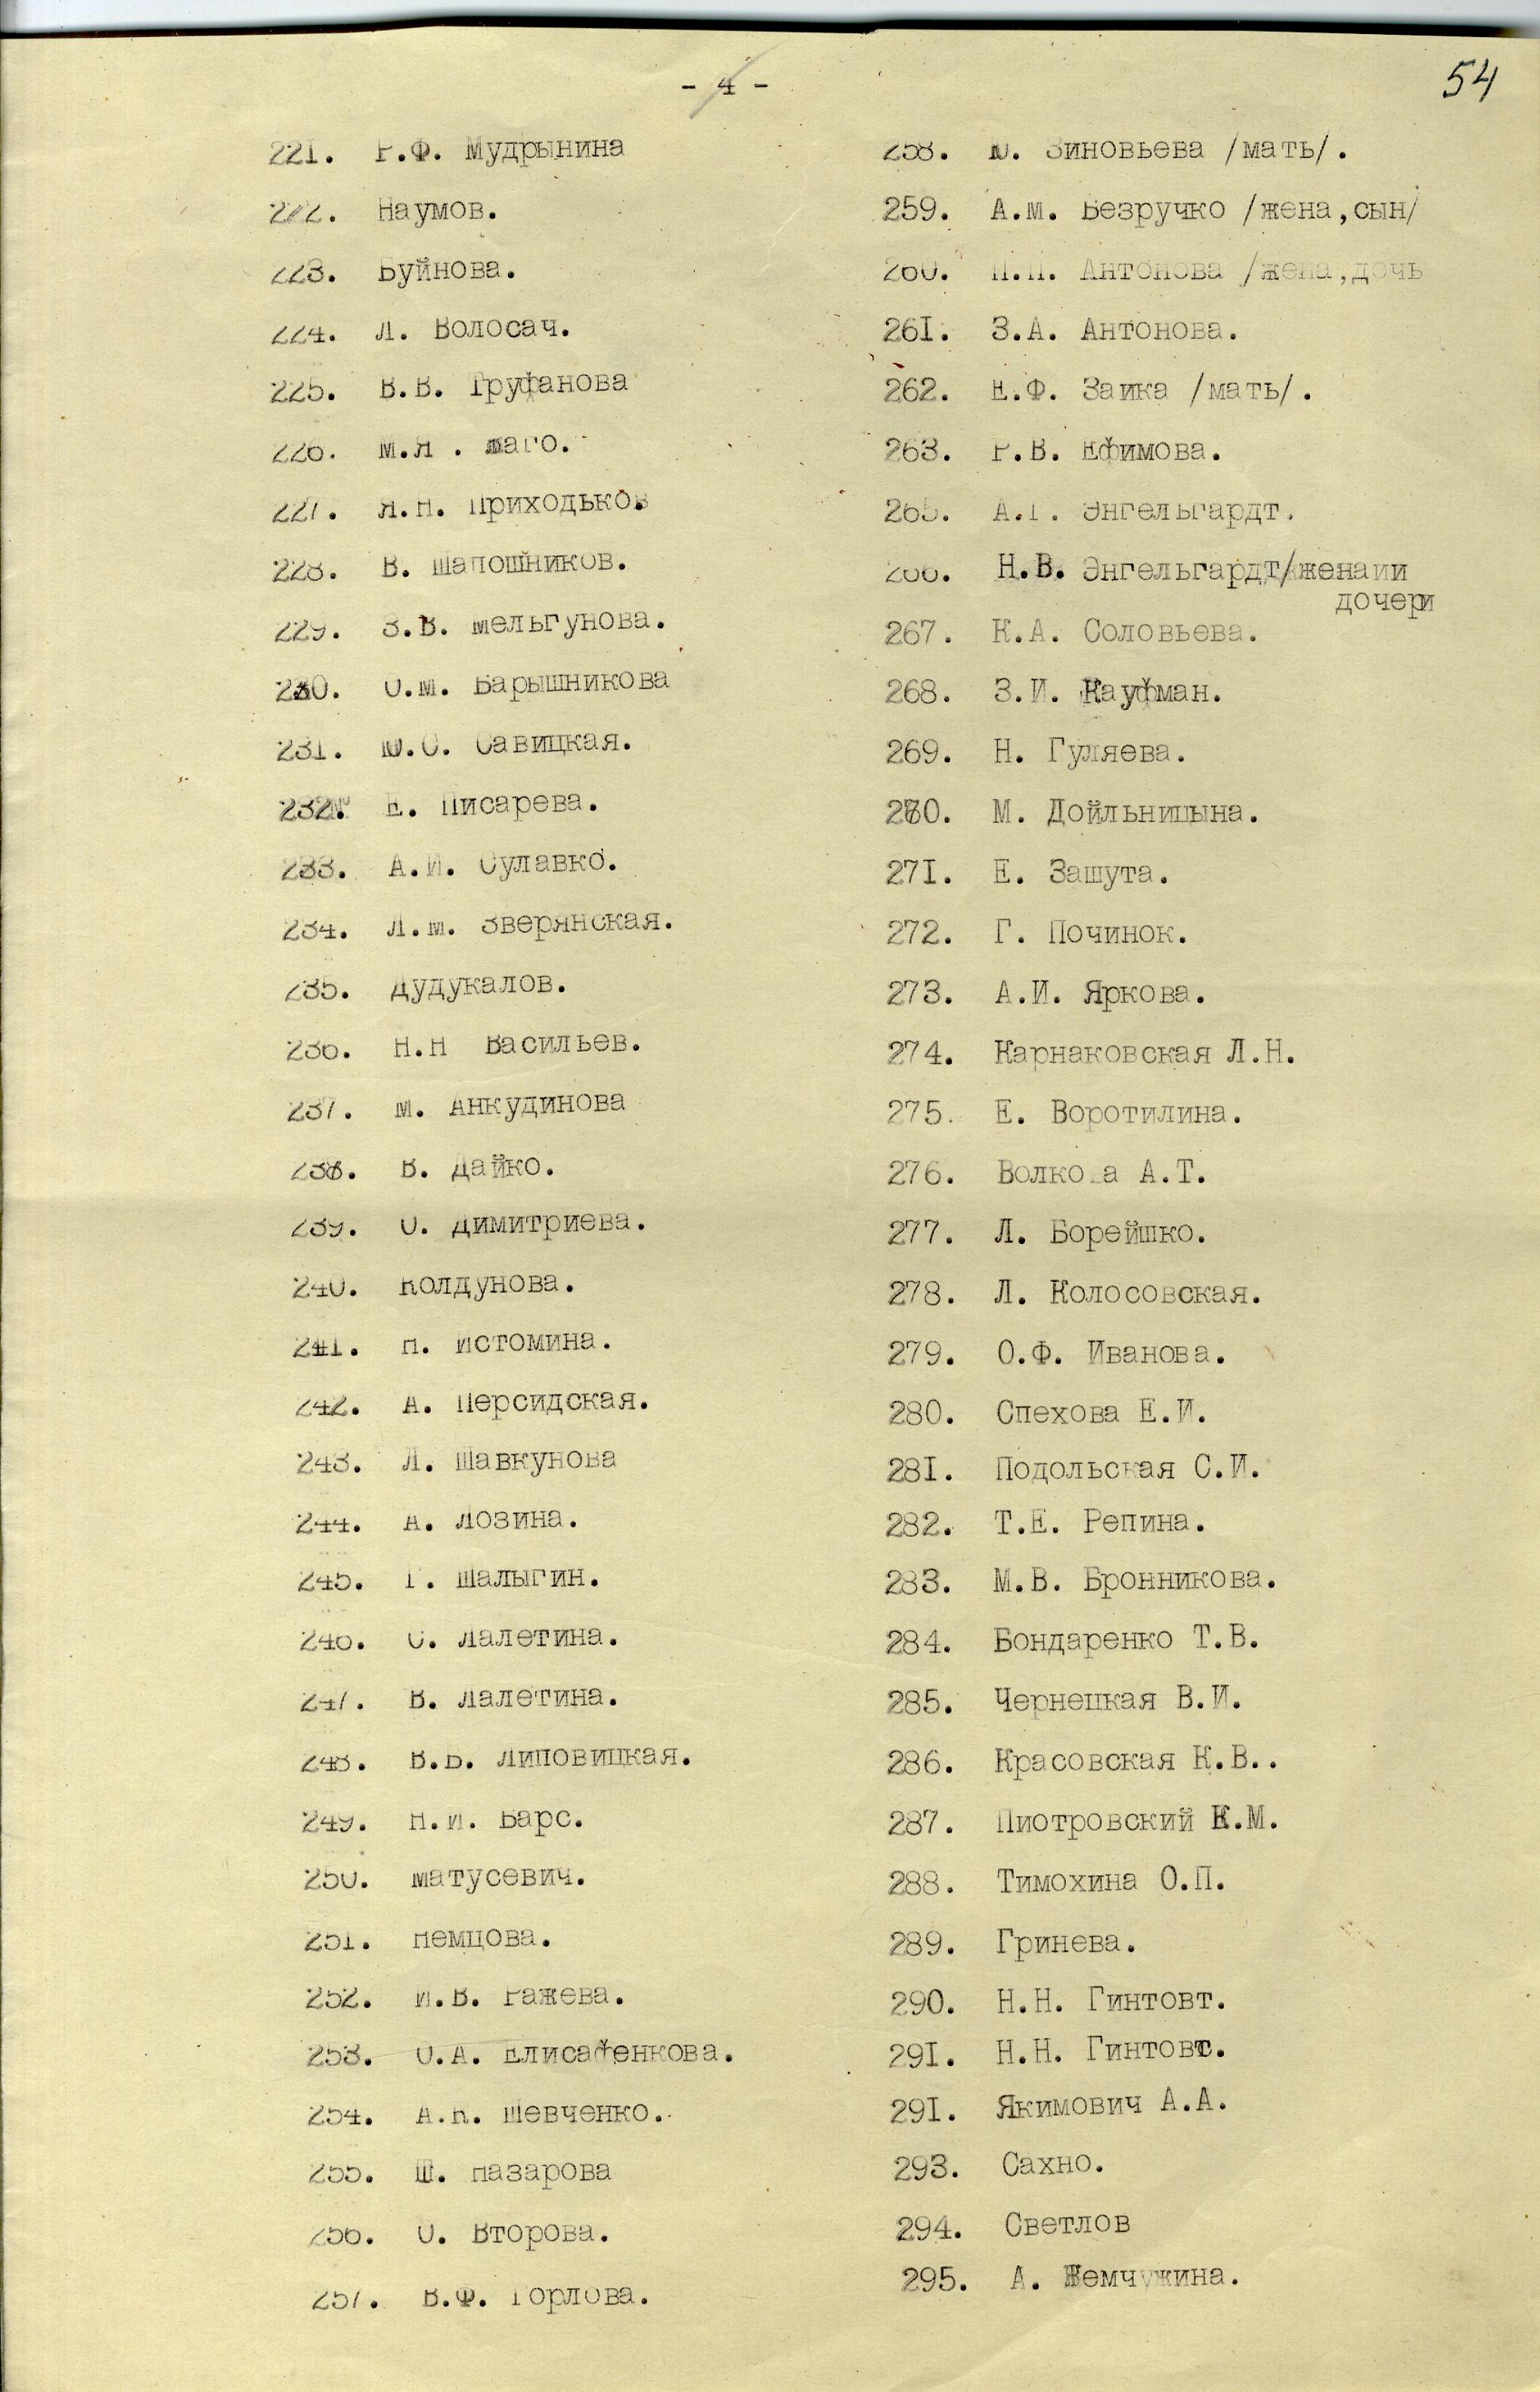 - 4 -
54
221. Р.Ф. Мудрынина
222. Наумов.
223. Буйнова.
224. Л. Волосач.
225. В.В. Труфанова
226. М.Я .
227. Я.Н. Приходьков
228. В. Шапошников.
229. З.В. Мельгунова.
230. О.М. Барышникова
231. Ю.С. Савицкая.
232. Е. Писарева.
233. А.И. Сулавко.
234. Л.М. Зверянская.
235. Дудукалов.
236. Н.Н Васильев.
237. М. Анкудинова
238. В. Дайко.
239. О. Димитриева.
240. Колдунова.
241. Н. Истомина.
242. А. Персидская.
243. Л. Шавкунова
244. А. Лозина.
245. Г. Шалыгин.
246. С. Лалетина.
247. В. Лалетина.
248. В.В. Липовицкая.
249. Н.И. Барс.
250. Матусевич.
251. Немцова.
252. И.В. Ражева.
253. О.А. Елисафенкова.
254. А.К. Шевченко.
255. Ш. Назарова
256. О. Второва.
257. В.Ф. Горлова.
258. Ю. Зиновьева /мать/.
259. А.М. Безручко /жена,сын/
260. П.П. Антонова /жена,дочь
261. З.А. Антонова.
262. Е.Ф. Заика /мать/.
263. Р.В. Ефимова.
265. А.Г. Энгельгардт.
266. Н.В. Энгельгардт/женаии
дочери
267. К.А. Соловьева.
268. З.И. Кауфман.
269. Н. Гуляева.
270. М. Дойльницына.
271. Е. Зашута.
272. Г. Починок.
273. А.И. Яркова.
274. Карнаковская Л.Н.
275. Е. Воротилина.
276. Волкова А.Т.
277. Л. Борейшко.
278. Л. Колосовская.
279. О.Ф. Иванова.
280. Спехова Е.И.
281. Подольская С.И.
282. Т.Е. Репина.
283. М.В. Бронникова.
284. Бондаренко Т.В.
285. Чернецкая В.И.
286. Красовская К.В..
287. Пиотровский Е.М.
288. Тимохина О.П.
289. Гринева.
290. Н.Н. Гинтовт.
291. Н.Н. Гинтовт.
291. Якимович А.А.
293. Сахно.
294. Светлов
295. А. Жемчужина.